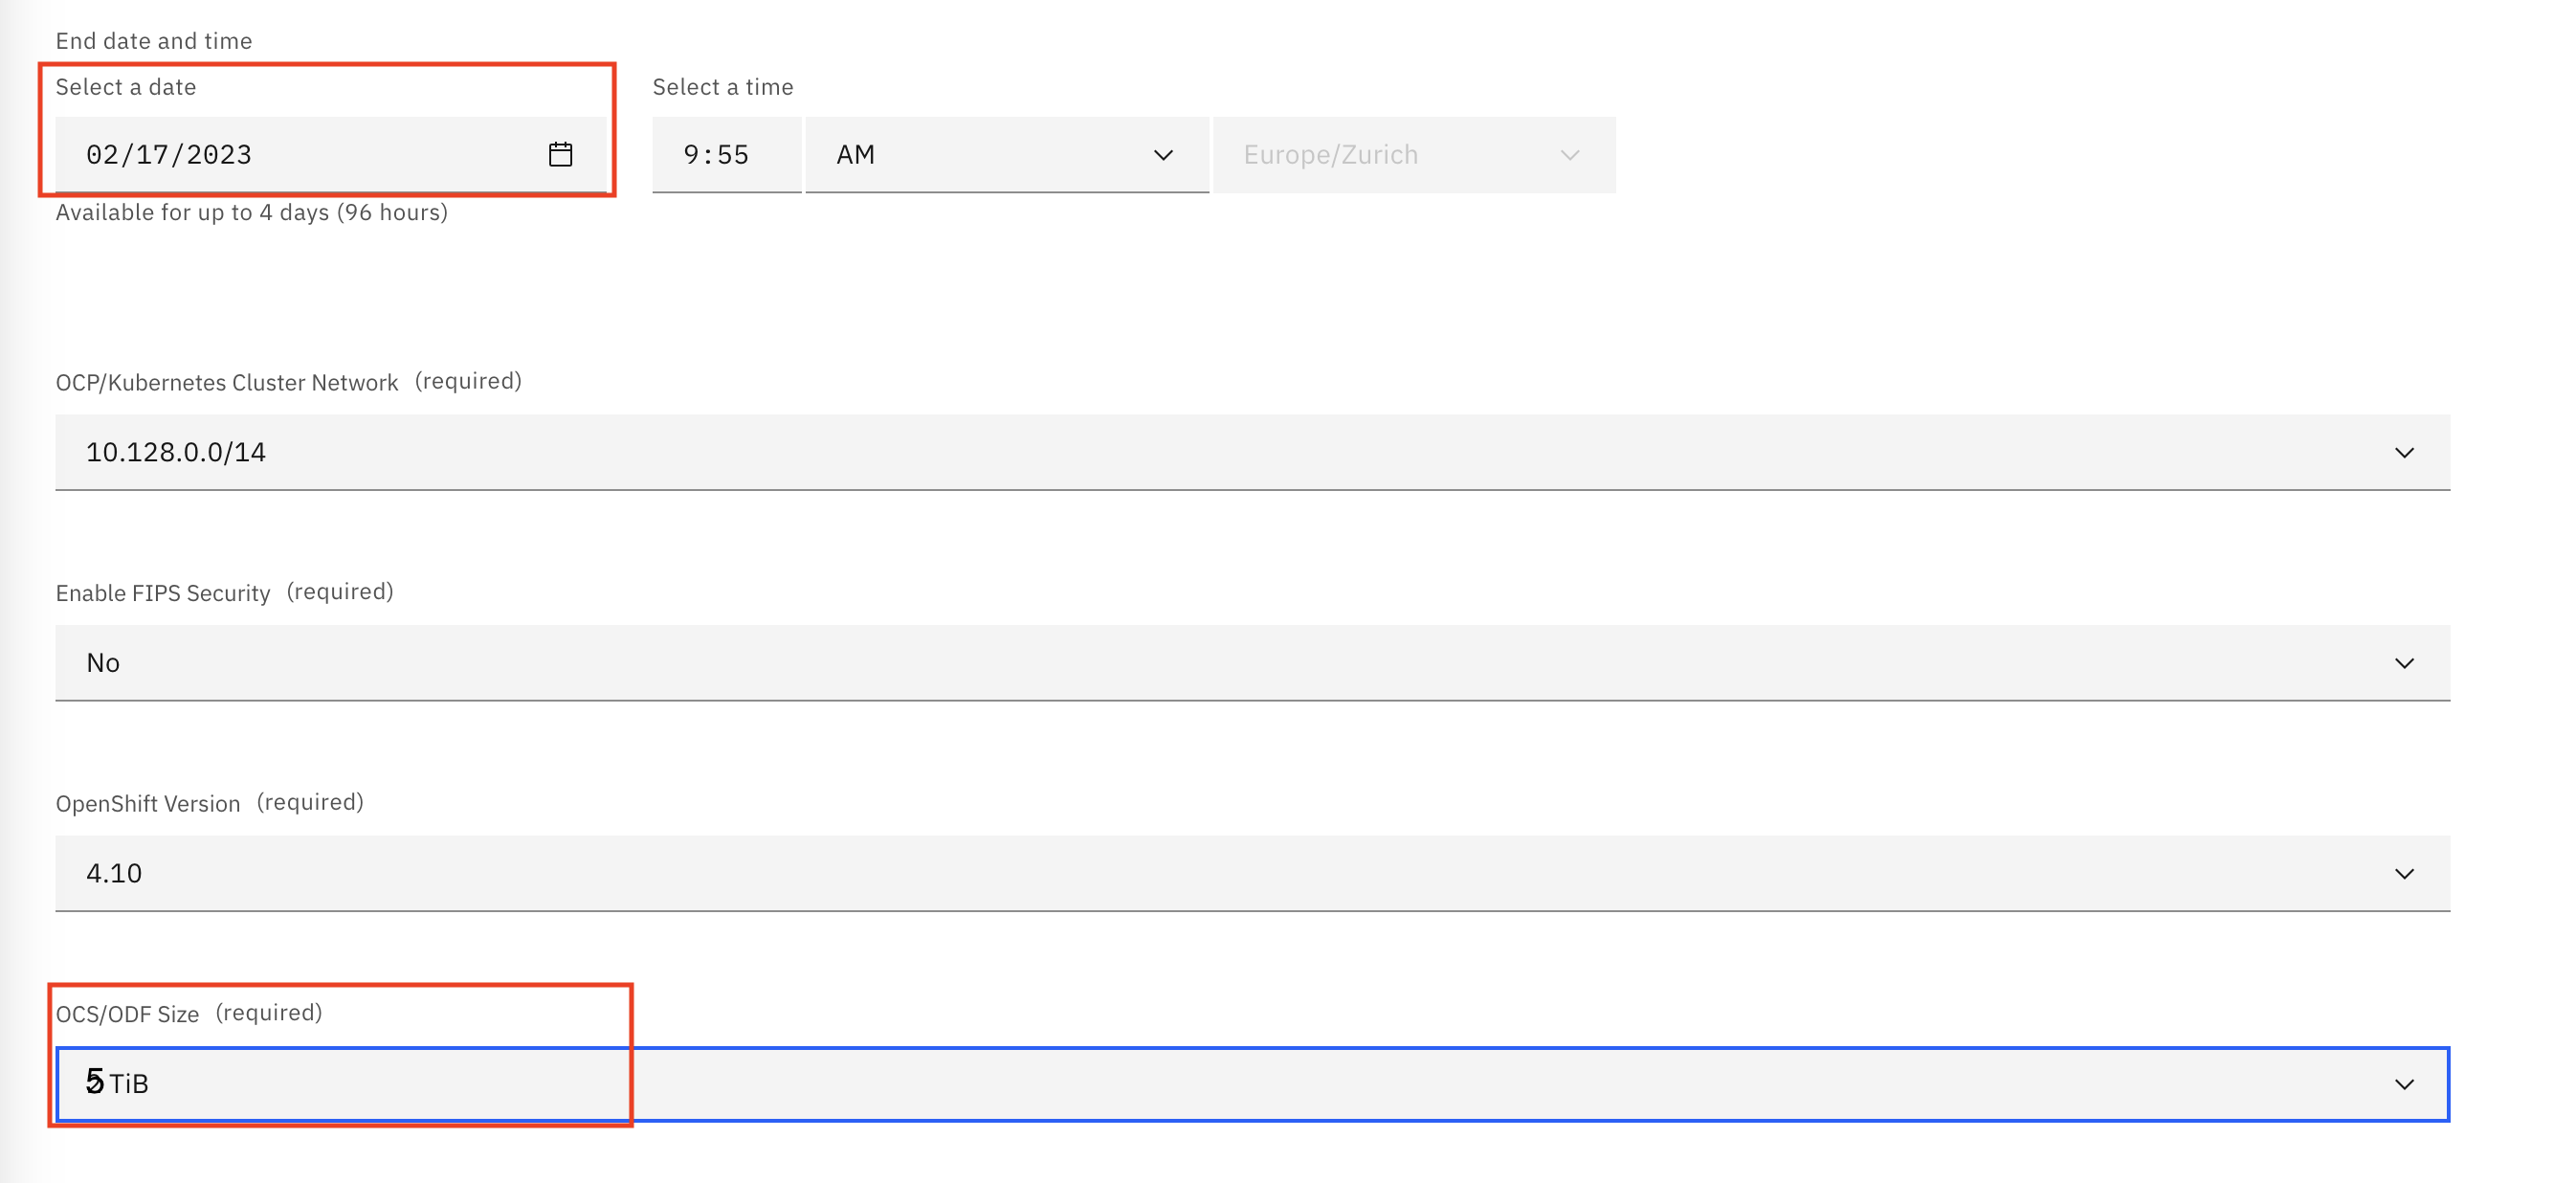 End date and time
Select a date
Select a time
02/17/2023
9:55
AM
Europe/Zurich
Available for up to 4 days (96 hours)
OCP/Kubernetes Cluster Network (required)
10.128.0.0/14
Enable FIPS Security (required)
No
OpenShift Version (required)
4.10
OCS/ODF Size (required)
5 TiB